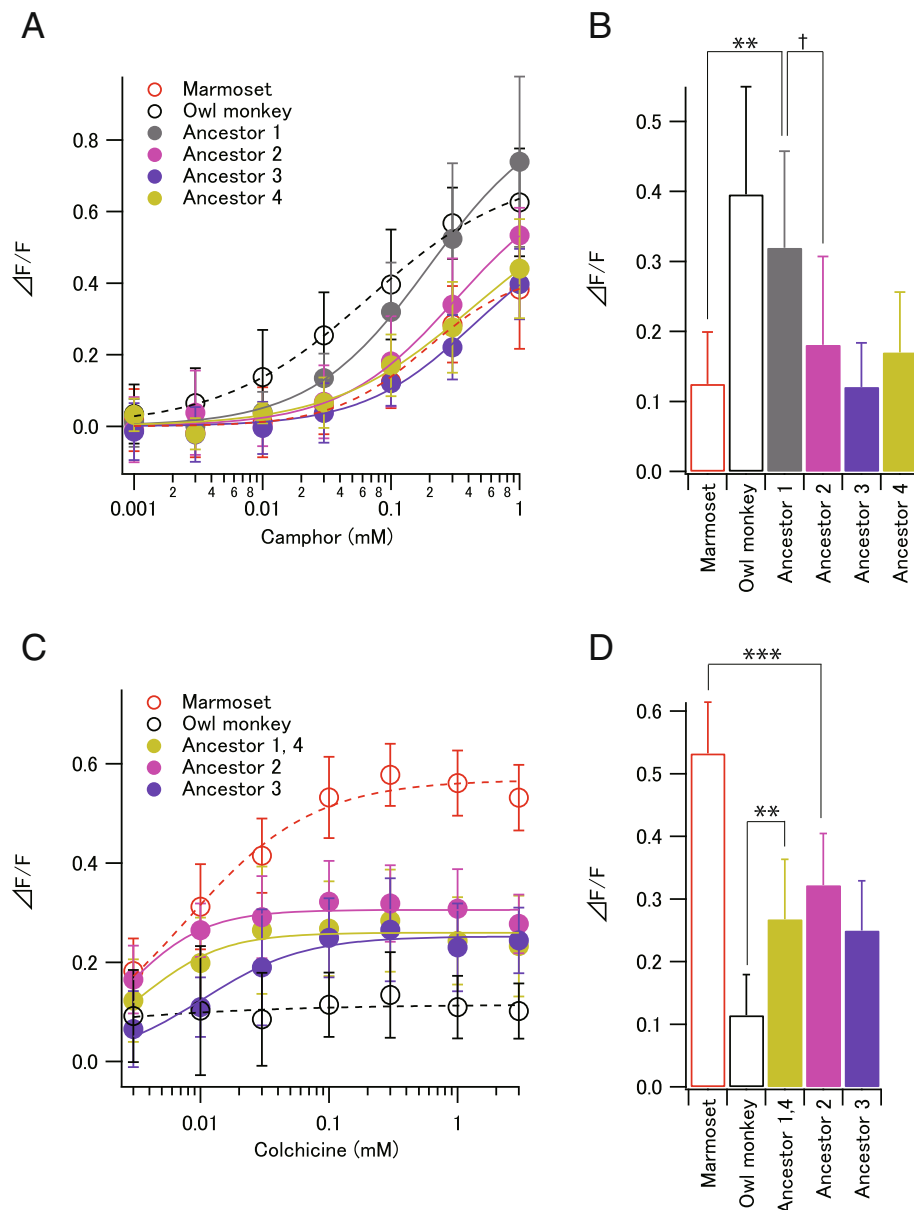 A
⊿F/F
0.8
0.6
0.4
0.2
0.0
Marmoset
Owl monkey
Ancestor 1
Ancestor 2
Ancestor 3
Ancestor 4
0.001 2 4 6 8 0.01 2 4 6 8 0.1 2 4 6 8 1
Camphor (mM)
B
** †
⊿F/F
0.5
0.4
0.3
0.2
0.1
0.0
Marmoset
Owl monkey
Ancestor 1
Ancestor 2
Ancestor 3
Ancestor 4
C
⊿F/F
0.6
0.4
0.2
0.0
Marmoset
Owl monkey
Ancestor 1, 4
Ancestor 2
Ancestor 3
0.01 0.1 1
Colchicine (mM)
D
***
**
⊿F/F
0.6
0.5
0.4
0.3
0.2
0.1
0.0
Marmoset
Owl monkey
Ancestor 1,4
Ancestor 2
Ancestor 3